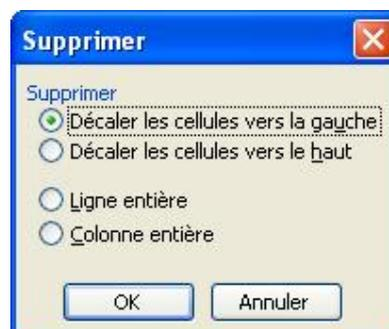 Supprimer
Supprimer
Décaler les cellules vers la gauche
Décaler les cellules vers le haut
Ligne entière
Colonne entière
OK Annuler